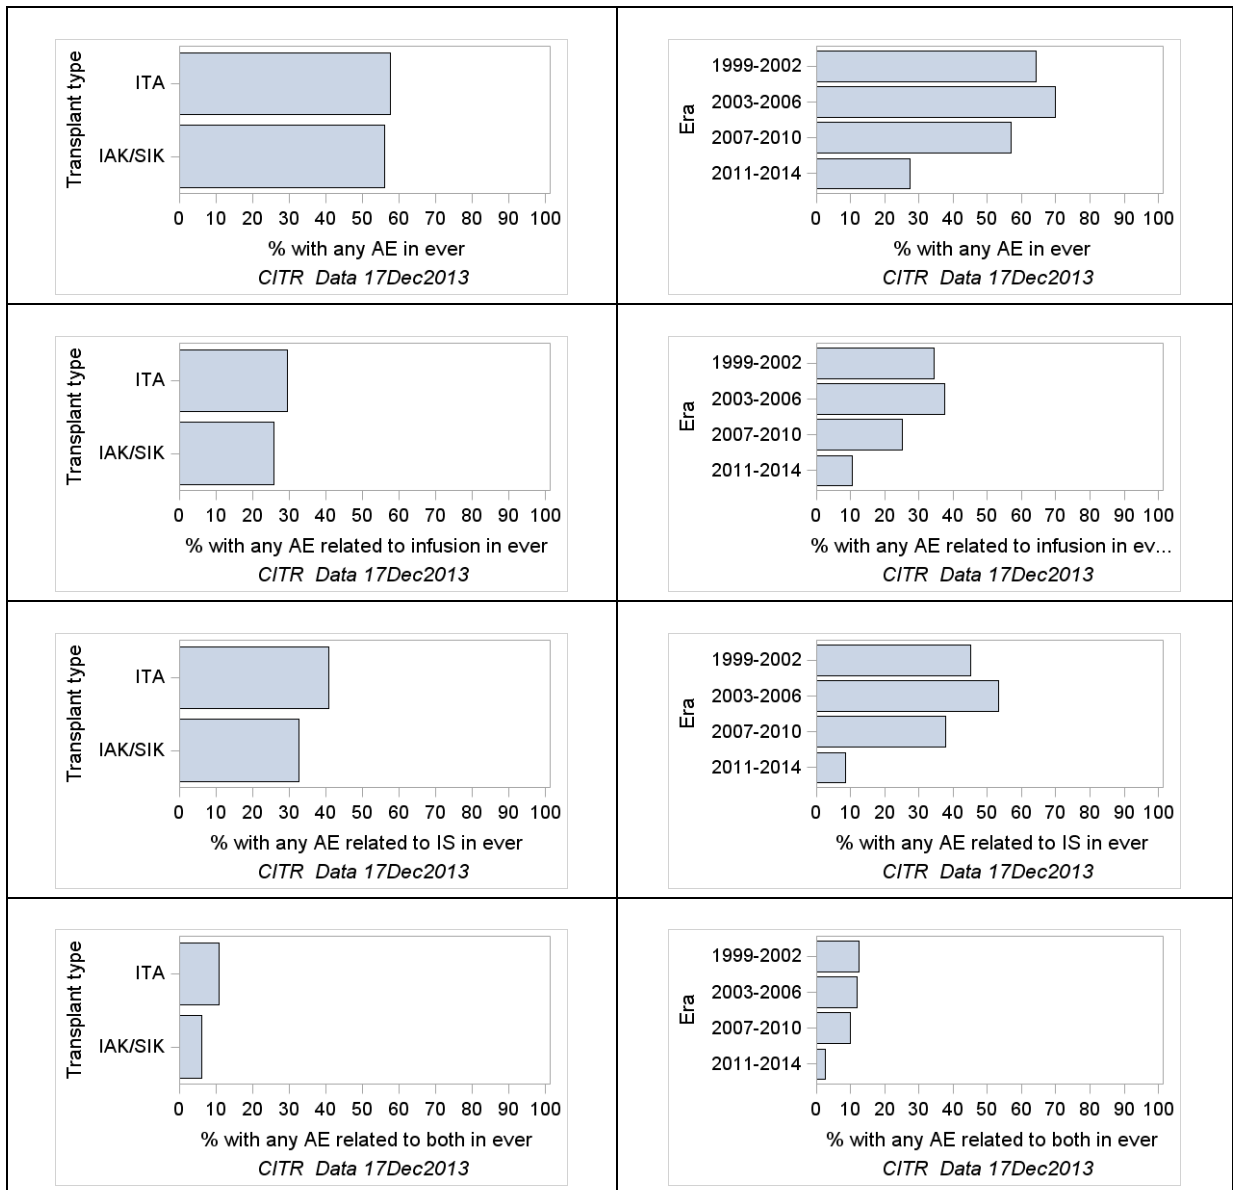 Transplant type
ITA
IAK/SIK
0 10 20 30 40 50 60 70 80 90 100
% with any AE in ever
CITR Data 17Dec2013
Era
1999-2002
2003-2006
2007-2010
2011-2014
0 10 20 30 40 50 60 70 80 90 100
% with any AE in ever
CITR Data 17Dec2013
Transplant type
ITA
IAK/SIK
0 10 20 30 40 50 60 70 80 90 100
% with any AE related to infusion in ever
CITR Data 17Dec2013
Era
1999-2002
2003-2006
2007-2010
2011-2014
0 10 20 30 40 50 60 70 80 90 100
% with any AE related to infusion in ev...
CITR Data 17Dec2013
Transplant type
ITA
IAK/SIK
0 10 20 30 40 50 60 70 80 90 100
% with any AE related to IS in ever
CITR Data 17Dec2013
Era
1999-2002
2003-2006
2007-2010
2011-2014
0 10 20 30 40 50 60 70 80 90 100
% with any AE related to IS in ever
CITR Data 17Dec2013
Transplant type
ITA
IAK/SIK
0 10 20 30 40 50 60 70 80 90 100
% with any AE related to both in ever
CITR Data 17Dec2013
Era
1999-2002
2003-2006
2007-2010
2011-2014
0 10 20 30 40 50 60 70 80 90 100
% with any AE related to both in ever
CITR Data 17Dec2013